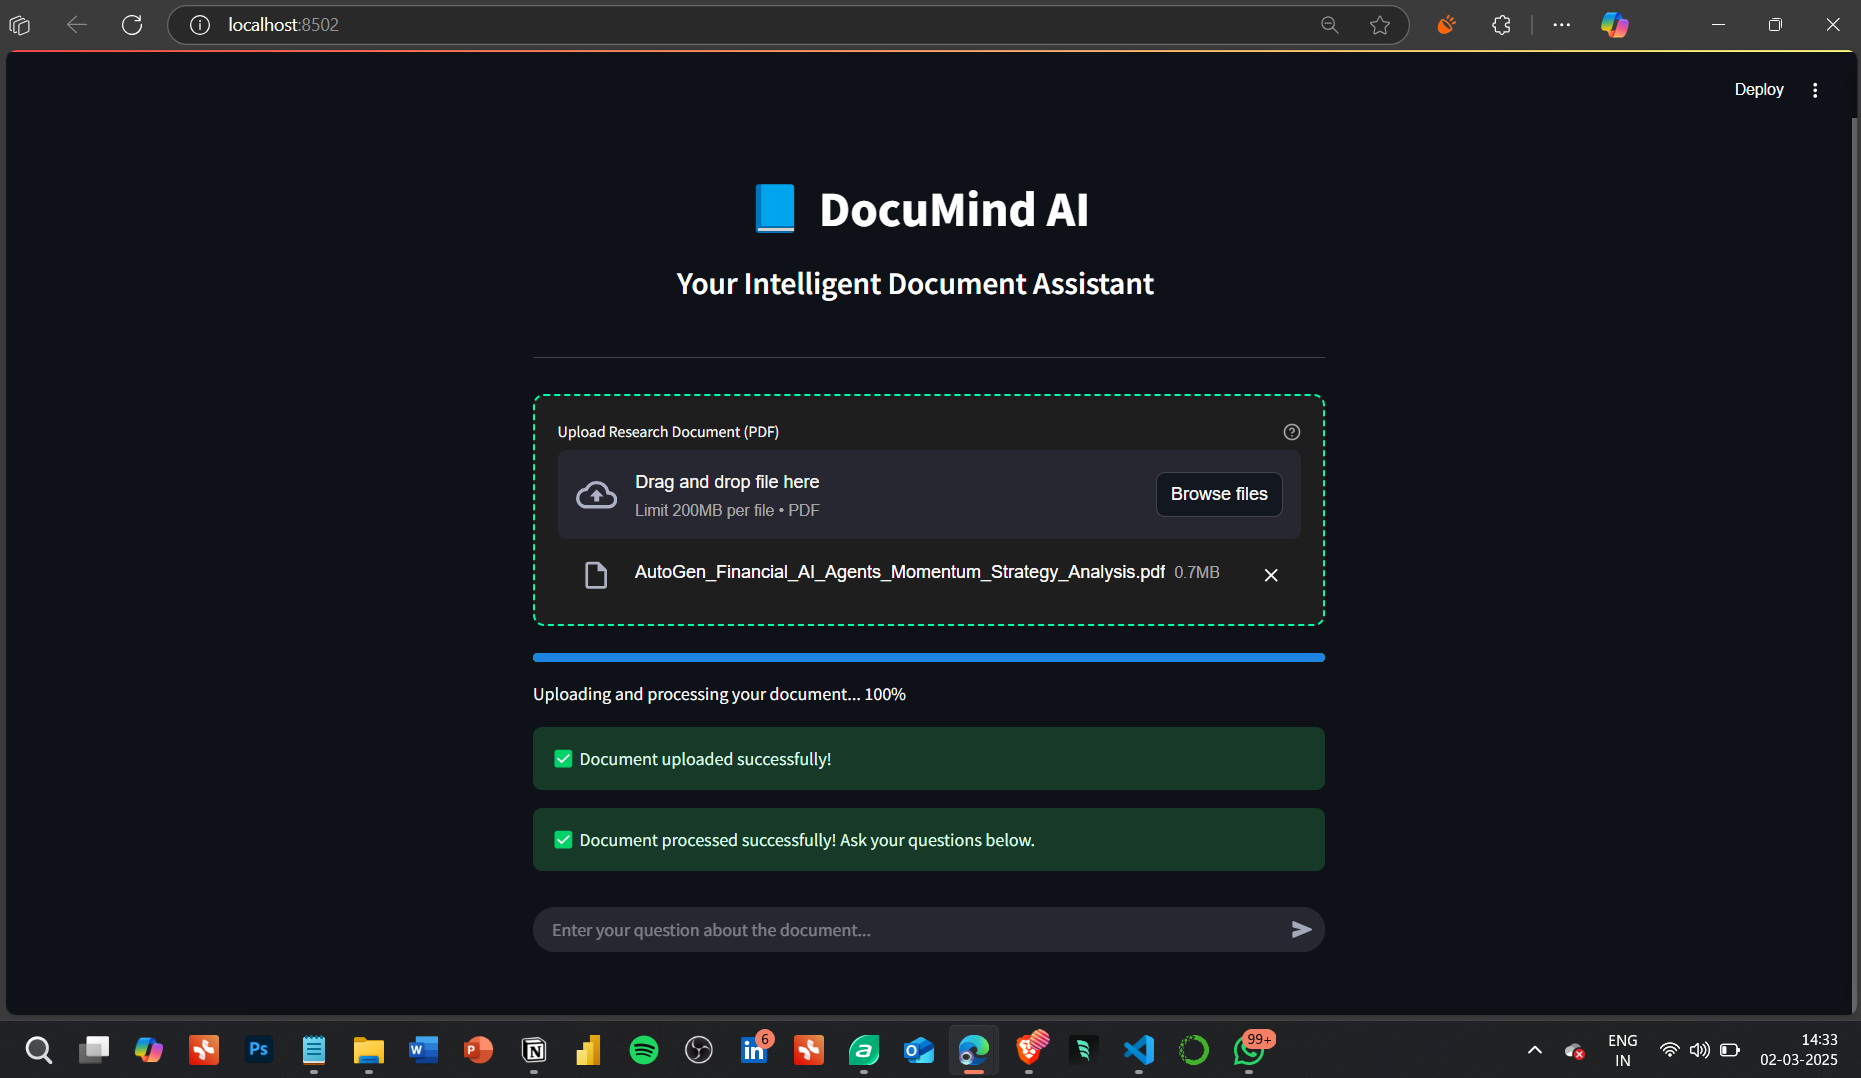 localhost:8502
Deploy
DocuMind AI
Your Intelligent Document Assistant
Upload Research Document (PDF)
Drag and drop file here
Limit 200MB per file • PDF
Browse files
AutoGen_Financial_AI_Agents_Momentum_Strategy_Analysis.pdf 0.7MB
Uploading and processing your document... 100%
✅ Document uploaded successfully!
✅ Document processed successfully! Ask your questions below.
Enter your question about the document...
Ps
W
P
N
in
6
a
O
99+
ENG
IN
14:33
02-03-2025